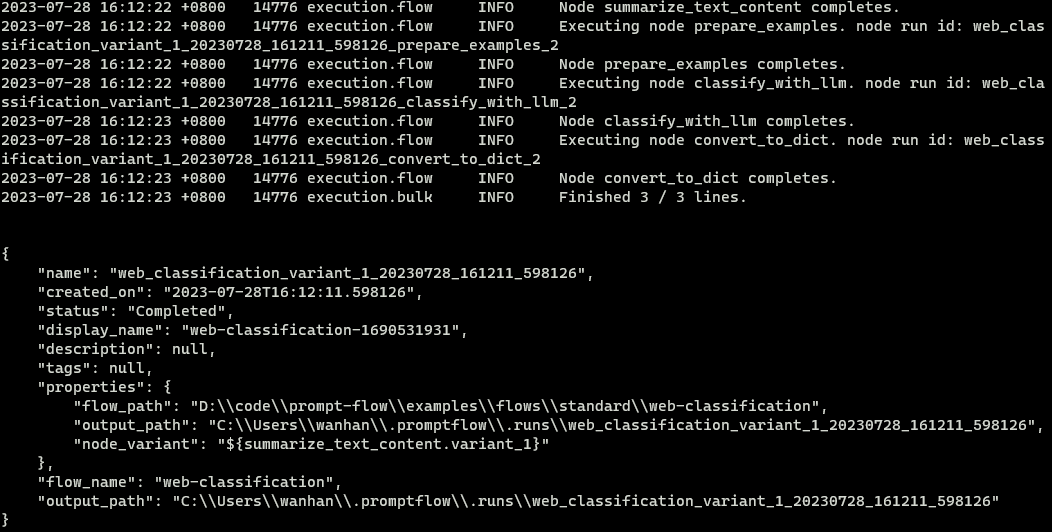 2023-07-28 16:12:22 +0800   14776 execution.flow     INFO     Node summarize_text_content completes.
2023-07-28 16:12:22 +0800   14776 execution.flow     INFO     Executing node prepare_examples. node run id: web_clas
sification_variant_1_20230728_161211_598126_prepare_examples_2
2023-07-28 16:12:22 +0800   14776 execution.flow     INFO     Node prepare_examples completes.
2023-07-28 16:12:22 +0800   14776 execution.flow     INFO     Executing node classify_with_llm. node run id: web_cla
ssification_variant_1_20230728_161211_598126_classify_with_llm_2
2023-07-28 16:12:23 +0800   14776 execution.flow     INFO     Node classify_with_llm completes.
2023-07-28 16:12:23 +0800   14776 execution.flow     INFO     Executing node convert_to_dict. node run id: web_class
ification_variant_1_20230728_161211_598126_convert_to_dict_2
2023-07-28 16:12:23 +0800   14776 execution.flow     INFO     Node convert_to_dict completes.
2023-07-28 16:12:23 +0800   14776 execution.bulk     INFO     Finished 3 / 3 lines.
{
    "name": "web_classification_variant_1_20230728_161211_598126",
    "created_on": "2023-07-28T16:12:11.598126",
    "status": "Completed",
    "display_name": "web-classification-1690531931",
    "description": null,
    "tags": null,
    "properties": {
        "flow_path": "D:\\code\\prompt-flow\\examples\\flows\\standard\\web-classification",
        "output_path": "C:\\Users\\wanhan\\.promptflow\\.runs\\web_classification_variant_1_20230728_161211_598126",
        "node_variant": "${summarize_text_content.variant_1}"
    },
    "flow_name": "web-classification",
    "output_path": "C:\\Users\\wanhan\\.promptflow\\.runs\\web_classification_variant_1_20230728_161211_598126"
}